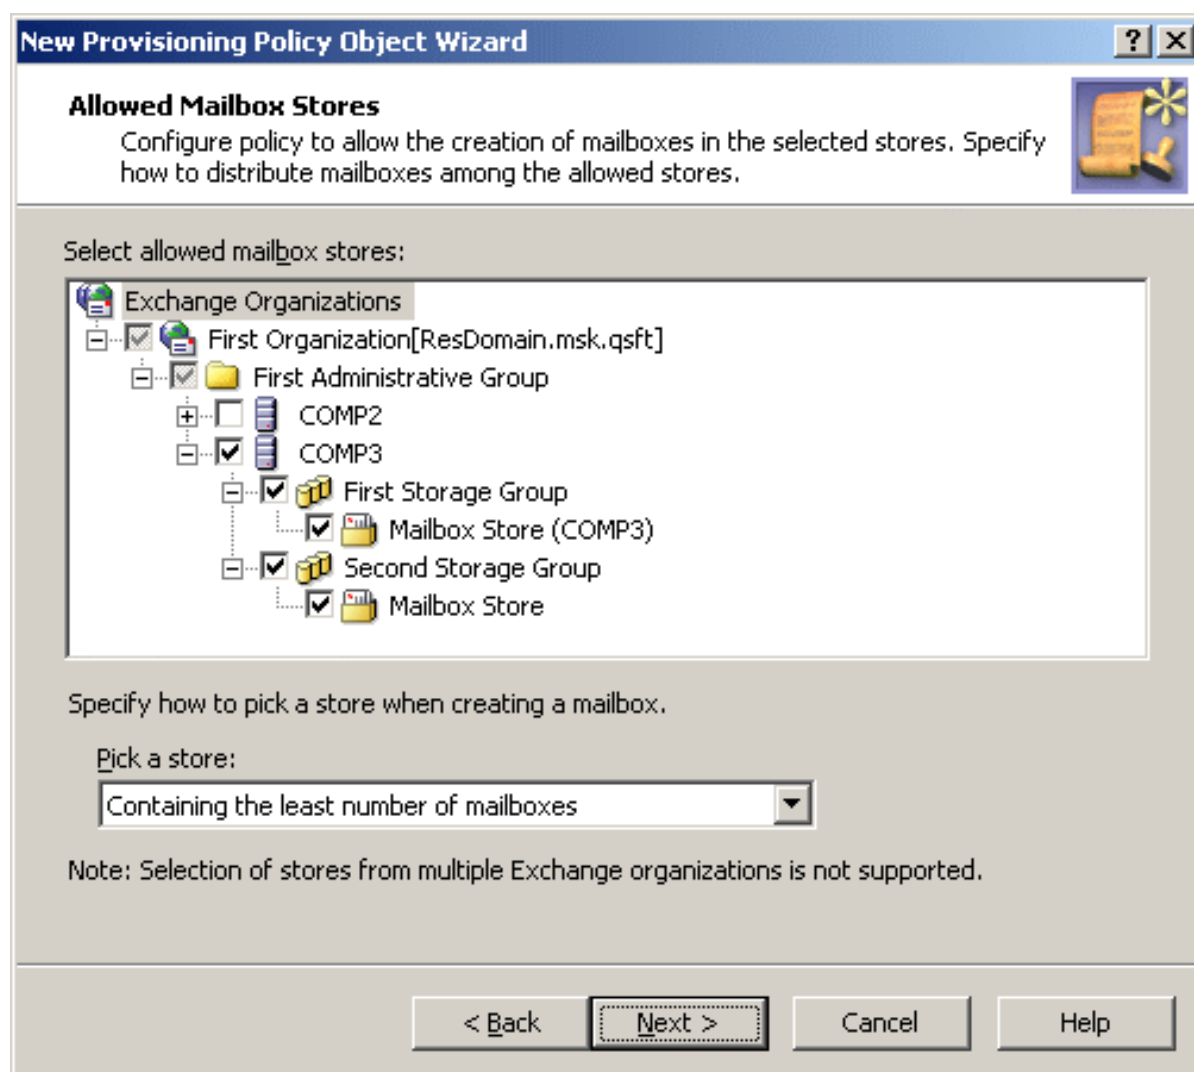 New Provisioning Policy Object Wizard
Allowed Mailbox Stores
Configure policy to allow the creation of mailboxes in the selected stores. Specify
how to distribute mailboxes among the allowed stores.
Select allowed mailbox stores:
Exchange Organizations
First Organization[ResDomain.msk.qsft]
First Administrative Group
COMP2
COMP3
First Storage Group
Mailbox Store (COMP3)
Second Storage Group
Mailbox Store
Specify how to pick a store when creating a mailbox.
Pick a store:
Containing the least number of mailboxes
Note: Selection of stores from multiple Exchange organizations is not supported.
< Back Next > Cancel Help